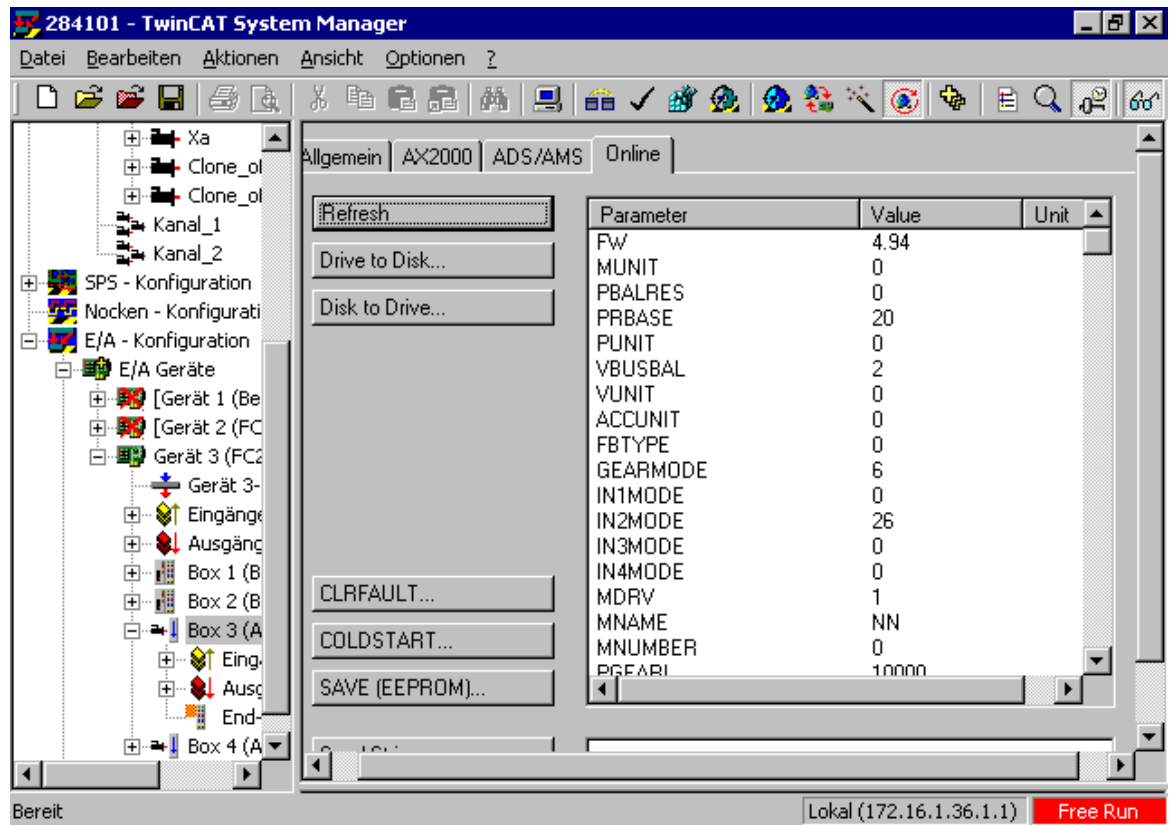 284101 - TwinCAT System Manager
Datei Bearbeiten Aktionen Ansicht Optionen ?
Xa
Clone_ol
Clone_ol
Kanal_1
Kanal_2
SPS - Konfiguration
Nocken - Konfigurati
E/A - Konfiguration
E/A Geräte
[Gerät 1 (Be
[Gerät 2 (FC
Gerät 3 (FC2
Gerät 3-
Eingänge
Ausgäng
Box 1 (B
Box 2 (B
Box 3 (A
Eing
Ausg
End-
Box 4 (A
Allgemein AX2000 ADS/AMS Online
Refresh
Drive to Disk...
Disk to Drive...
CLRFAULT...
COLDSTART...
SAVE (EEPROM)...
Parameter Value Unit
FW 4.94
MUNIT 0
PBALRES 0
PRBASE 20
PUNIT 0
VBUSBAL 2
VUNIT 0
ACCUNIT 0
FBTYPE 0
GEARMODE 6
IN1MODE 0
IN2MODE 26
IN3MODE 0
IN4MODE 0
MDRV 1
MNAME NN
MNUMBER 0
PGEARI 10000
Bereit
Lokal (172.16.1.36.1.1) Free Run